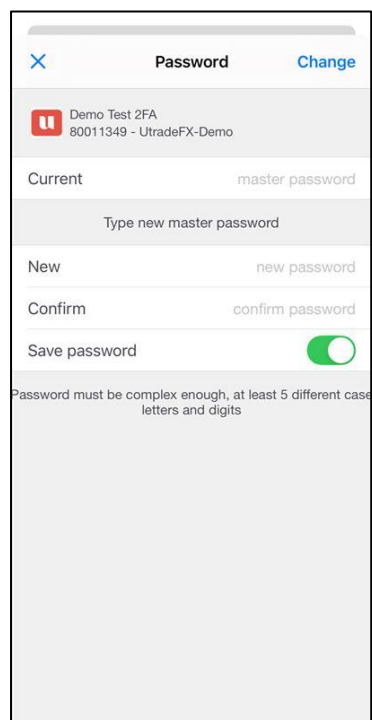 Password Change
Demo Test 2FA
80011349 - UtradeFX-Demo
Current master password
Type new master password
New new password
Confirm confirm password
Save password
Password must be complex enough, at least 5 different case
letters and digits